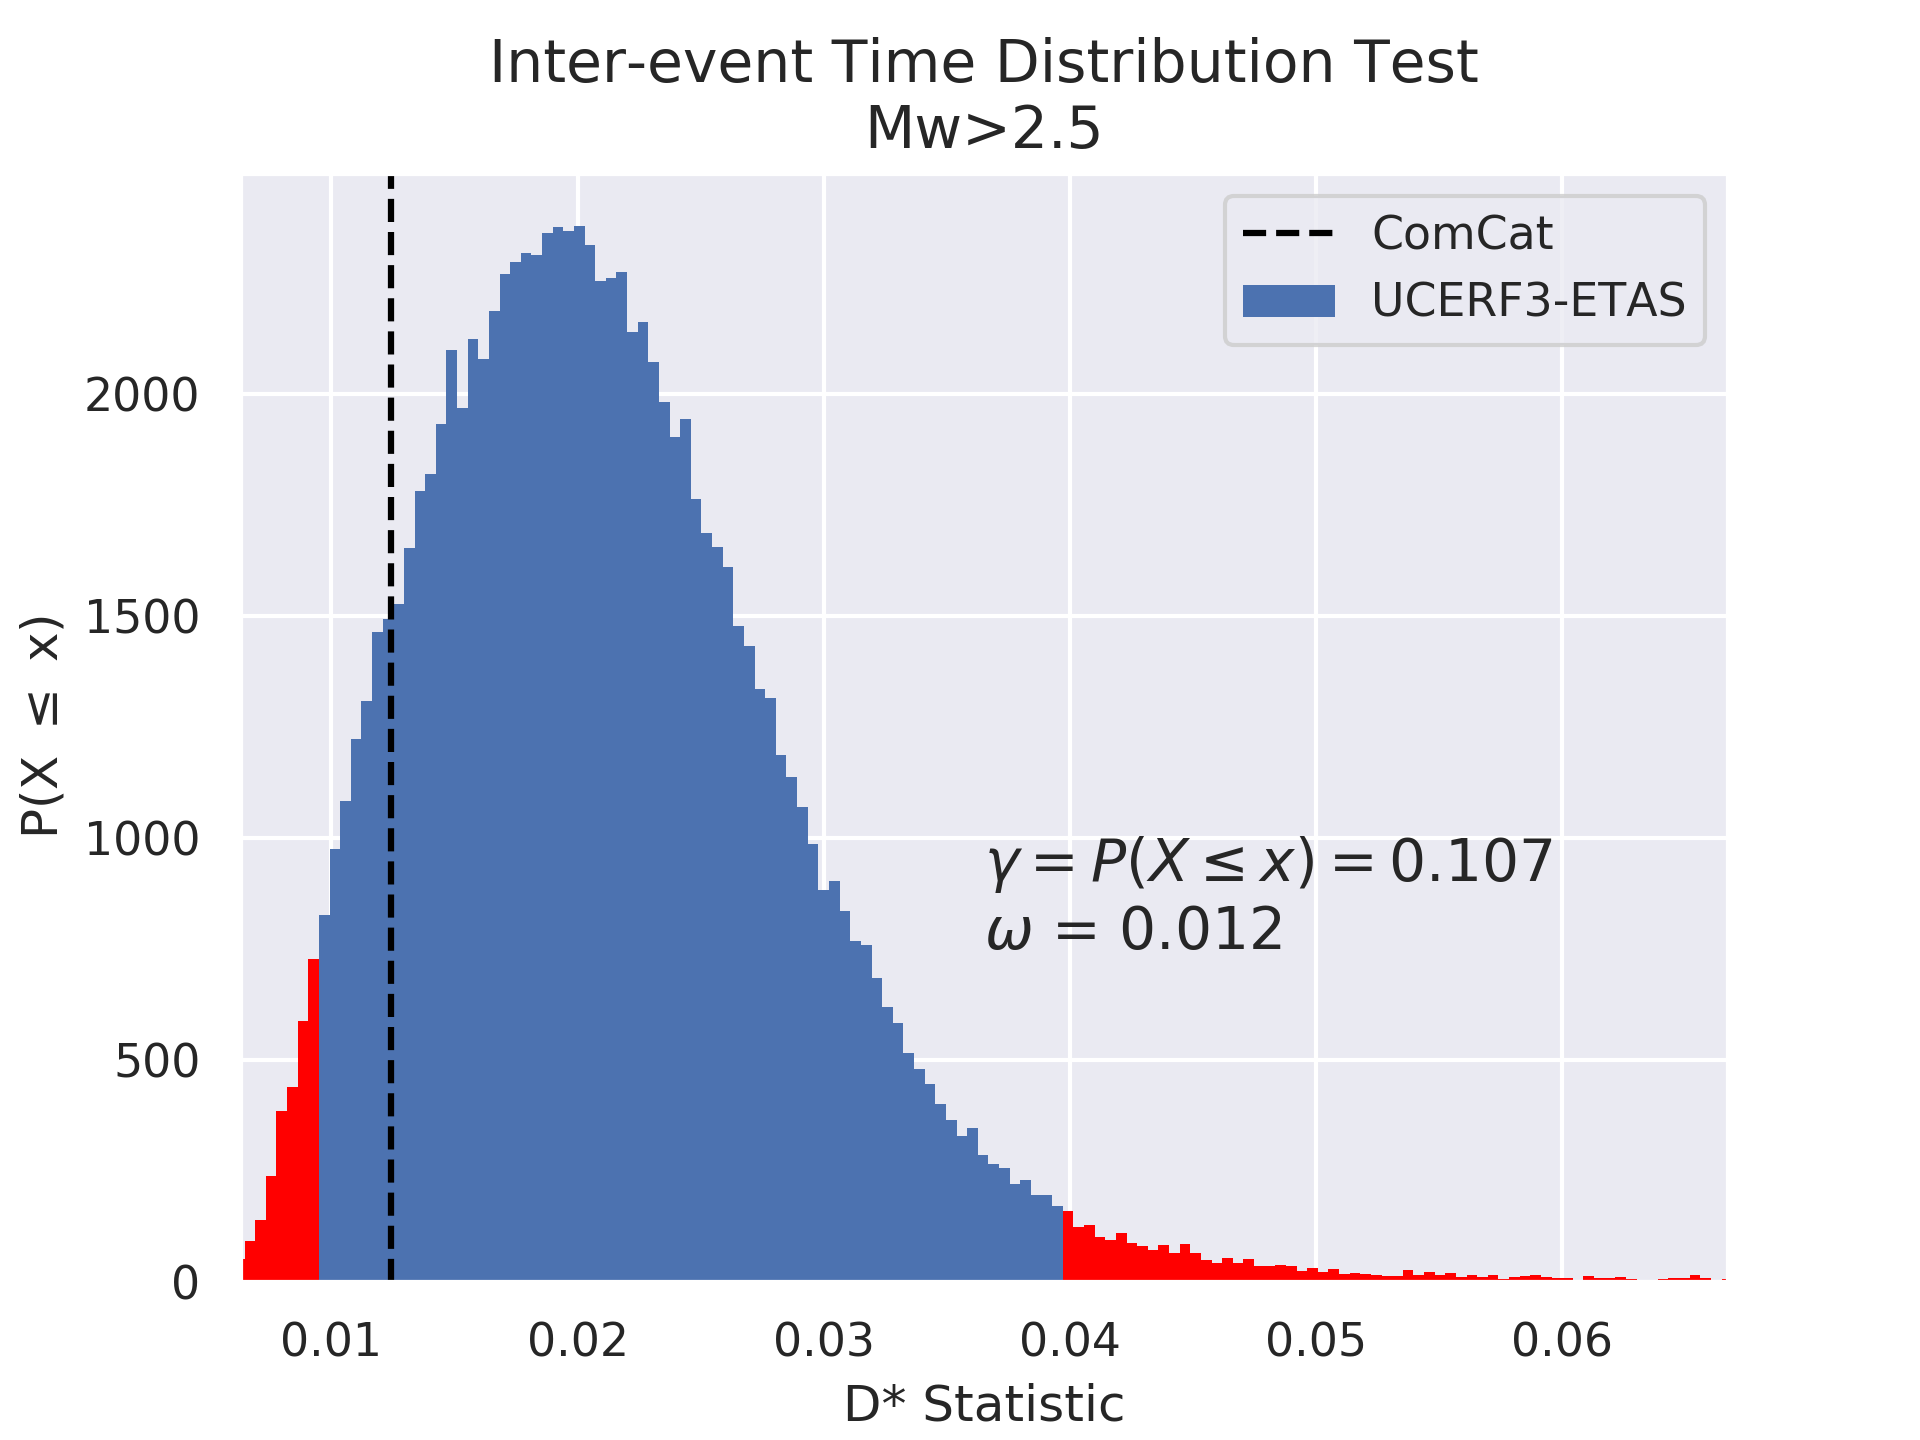 Inter-event Time Distribution Test
Mw>2.5
ComCat
UCERF3-ETAS
P(X ≤ x)
2000
1500
1000
500
0
γ = P(X ≤ x) = 0.107
ω = 0.012
0.01 0.02 0.03 0.04 0.05 0.06
D* Statistic